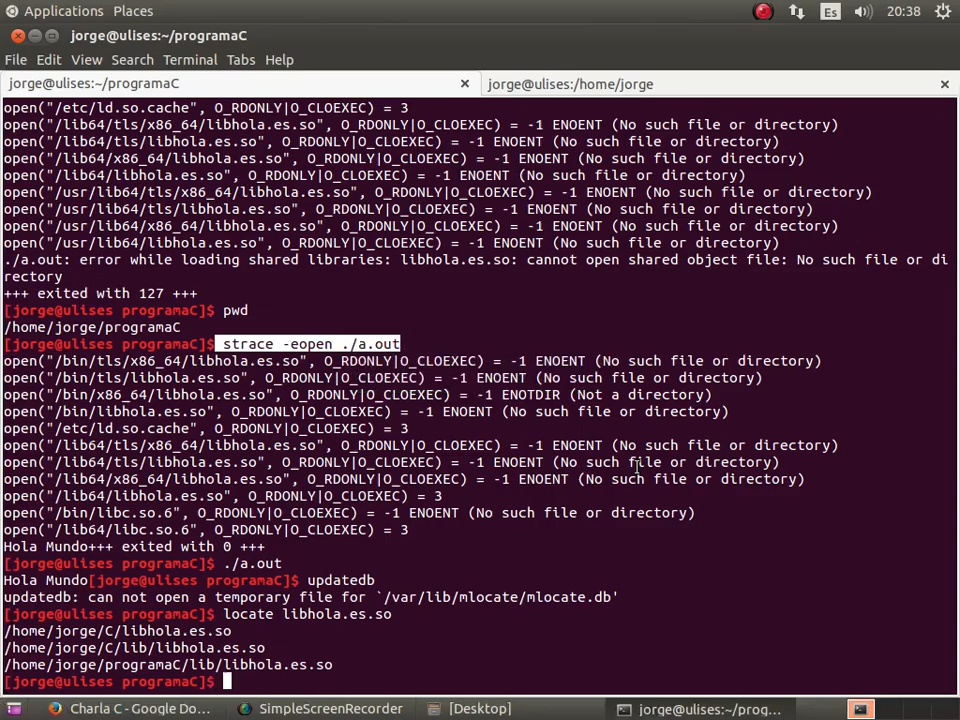 Applications Places Es 20:38
jorge@ulises:~/programaC
File Edit View Search Terminal Tabs Help
jorge@ulises:~/programaC × jorge@ulises:/home/jorge ×
open("/etc/ld.so.cache", O_RDONLY|O_CLOEXEC) = 3
open("/lib64/tls/x86_64/libhola.es.so", O_RDONLY|O_CLOEXEC) = -1 ENOENT (No such file or directory)
open("/lib64/tls/libhola.es.so", O_RDONLY|O_CLOEXEC) = -1 ENOENT (No such file or directory)
open("/lib64/x86_64/libhola.es.so", O_RDONLY|O_CLOEXEC) = -1 ENOENT (No such file or directory)
open("/lib64/libhola.es.so", O_RDONLY|O_CLOEXEC) = -1 ENOENT (No such file or directory)
open("/usr/lib64/tls/x86_64/libhola.es.so", O_RDONLY|O_CLOEXEC) = -1 ENOENT (No such file or directory)
open("/usr/lib64/tls/libhola.es.so", O_RDONLY|O_CLOEXEC) = -1 ENOENT (No such file or directory)
open("/usr/lib64/x86_64/libhola.es.so", O_RDONLY|O_CLOEXEC) = -1 ENOENT (No such file or directory)
open("/usr/lib64/libhola.es.so", O_RDONLY|O_CLOEXEC) = -1 ENOENT (No such file or directory)
./a.out: error while loading shared libraries: libhola.es.so: cannot open shared object file: No such file or di
rectory
+++ exited with 127 +++
[jorge@ulises programaC]$ pwd
/home/jorge/programaC
[jorge@ulises programaC]$ strace -eopen ./a.out
open("/bin/tls/x86_64/libhola.es.so", O_RDONLY|O_CLOEXEC) = -1 ENOENT (No such file or directory)
open("/bin/tls/libhola.es.so", O_RDONLY|O_CLOEXEC) = -1 ENOENT (No such file or directory)
open("/bin/x86_64/libhola.es.so", O_RDONLY|O_CLOEXEC) = -1 ENOTDIR (Not a directory)
open("/bin/libhola.es.so", O_RDONLY|O_CLOEXEC) = -1 ENOENT (No such file or directory)
open("/etc/ld.so.cache", O_RDONLY|O_CLOEXEC) = 3
open("/lib64/tls/x86_64/libhola.es.so", O_RDONLY|O_CLOEXEC) = -1 ENOENT (No such file or directory)
open("/lib64/tls/libhola.es.so", O_RDONLY|O_CLOEXEC) = -1 ENOENT (No such file or directory)
open("/lib64/x86_64/libhola.es.so", O_RDONLY|O_CLOEXEC) = -1 ENOENT (No such file or directory)
open("/lib64/libhola.es.so", O_RDONLY|O_CLOEXEC) = 3
open("/bin/libc.so.6", O_RDONLY|O_CLOEXEC) = -1 ENOENT (No such file or directory)
open("/lib64/libc.so.6", O_RDONLY|O_CLOEXEC) = 3
Hola Mundo+++ exited with 0 +++
[jorge@ulises programaC]$ ./a.out
Hola Mundo[jorge@ulises programaC]$ updatedb
updatedb: can not open a temporary file for `/var/lib/mlocate/mlocate.db'
[jorge@ulises programaC]$ locate libhola.es.so
/home/jorge/C/libhola.es.so
/home/jorge/C/lib/libhola.es.so
/home/jorge/programaC/lib/libhola.es.so
[jorge@ulises programaC]$
Charla C - Google Do... SimpleScreenRecorder [Desktop] jorge@ulises:~/prog...